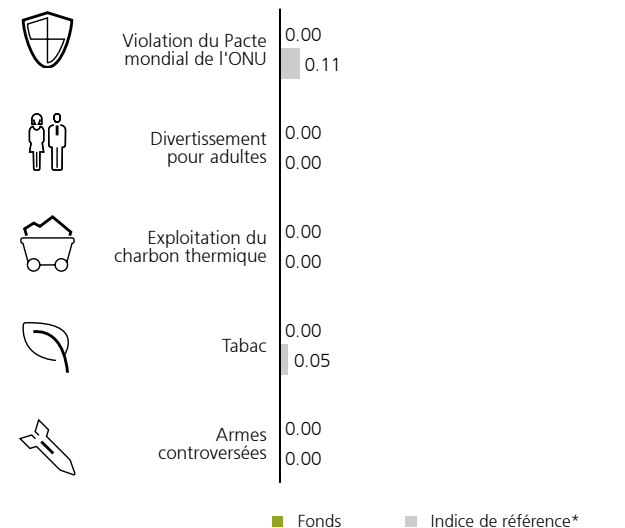 Violation du Pacte
mondial de l'ONU
0.00
0.11
Divertissement
pour adultes
0.00
0.00
Exploitation du
charbon thermique
0.00
0.00
Tabac
0.00
0.05
Armes
controversées
0.00
0.00
Fonds
Indice de référence*